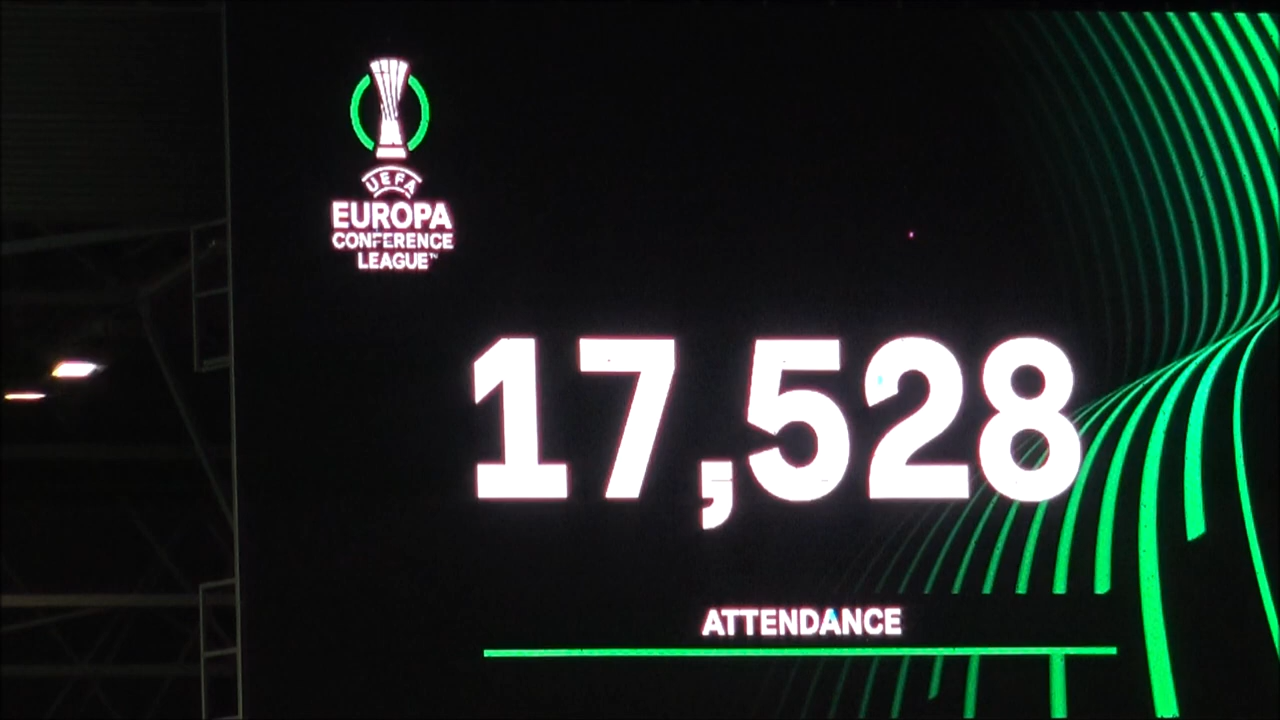 UEFA
EUROPA
CONFERENCE
LEAGUE™
17,528
ATTENDANCE